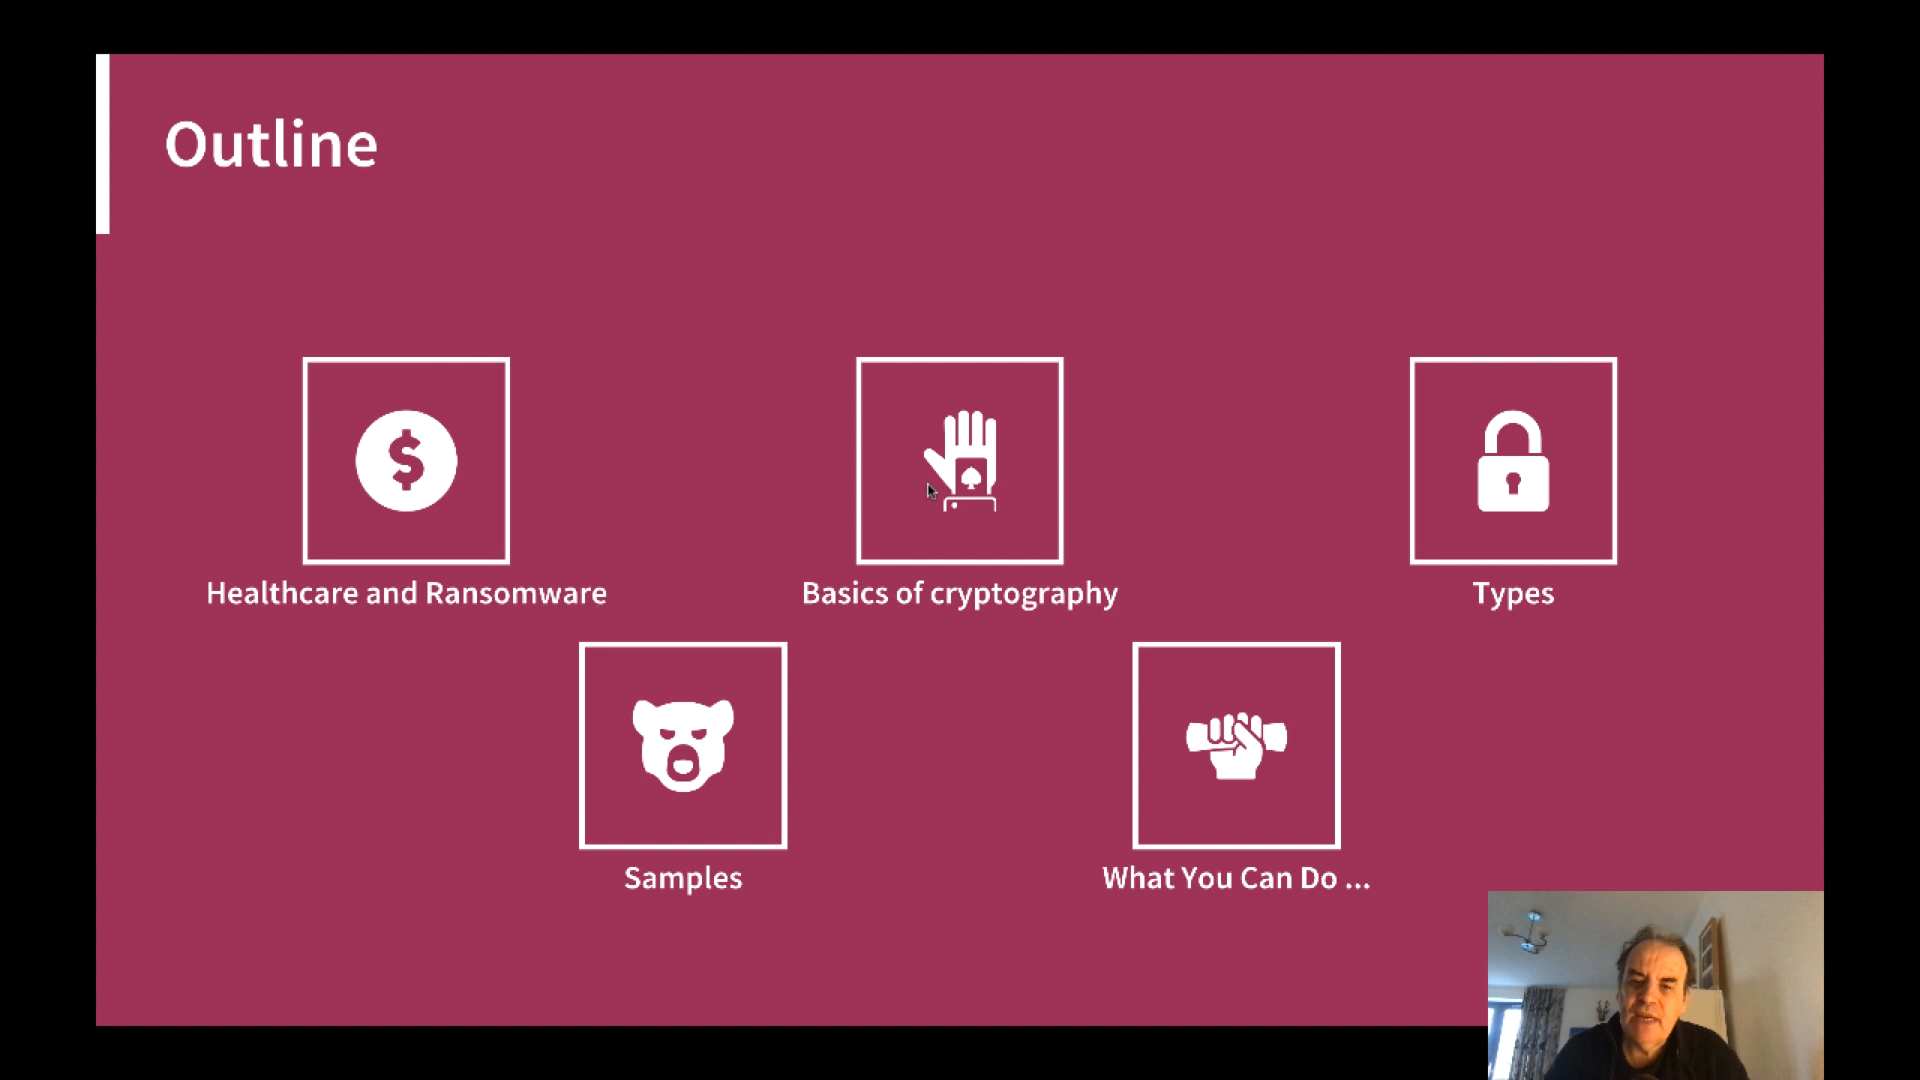 Outline
Healthcare and Ransomware
Basics of cryptography
Types
Samples
What You Can Do ...